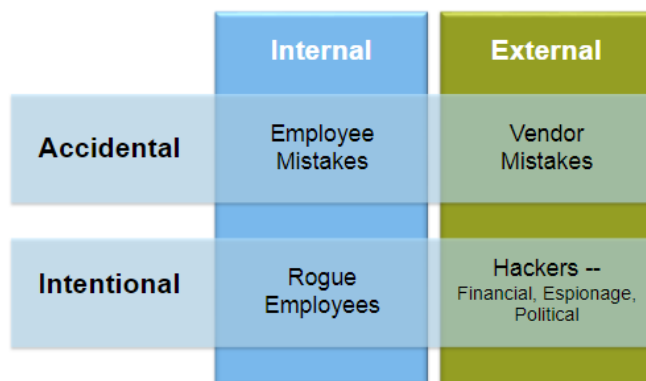 Internal
External
Accidental
Employee
Mistakes
Vendor
Mistakes
Intentional
Rogue
Employees
Hackers --
Financial, Espionage,
Political